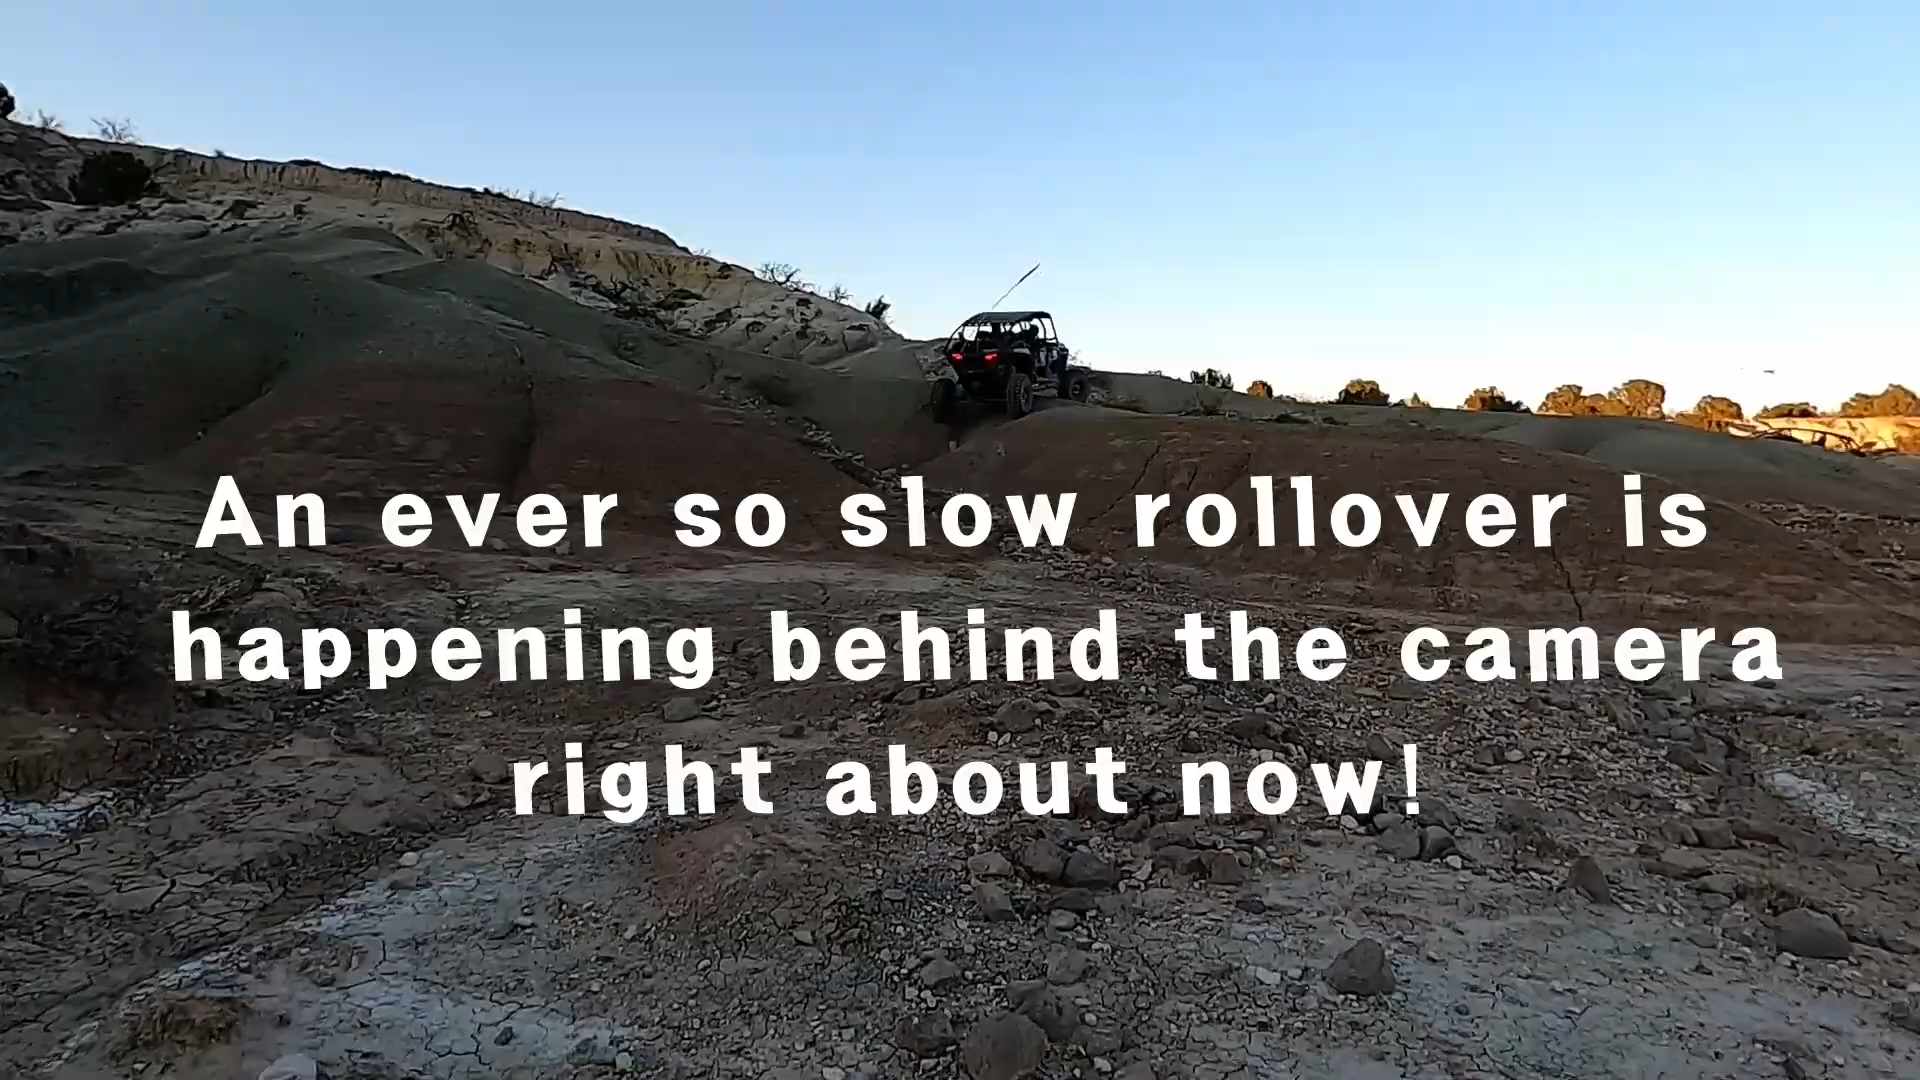 An ever so slow rollover is
happening behind the camera
right about now!